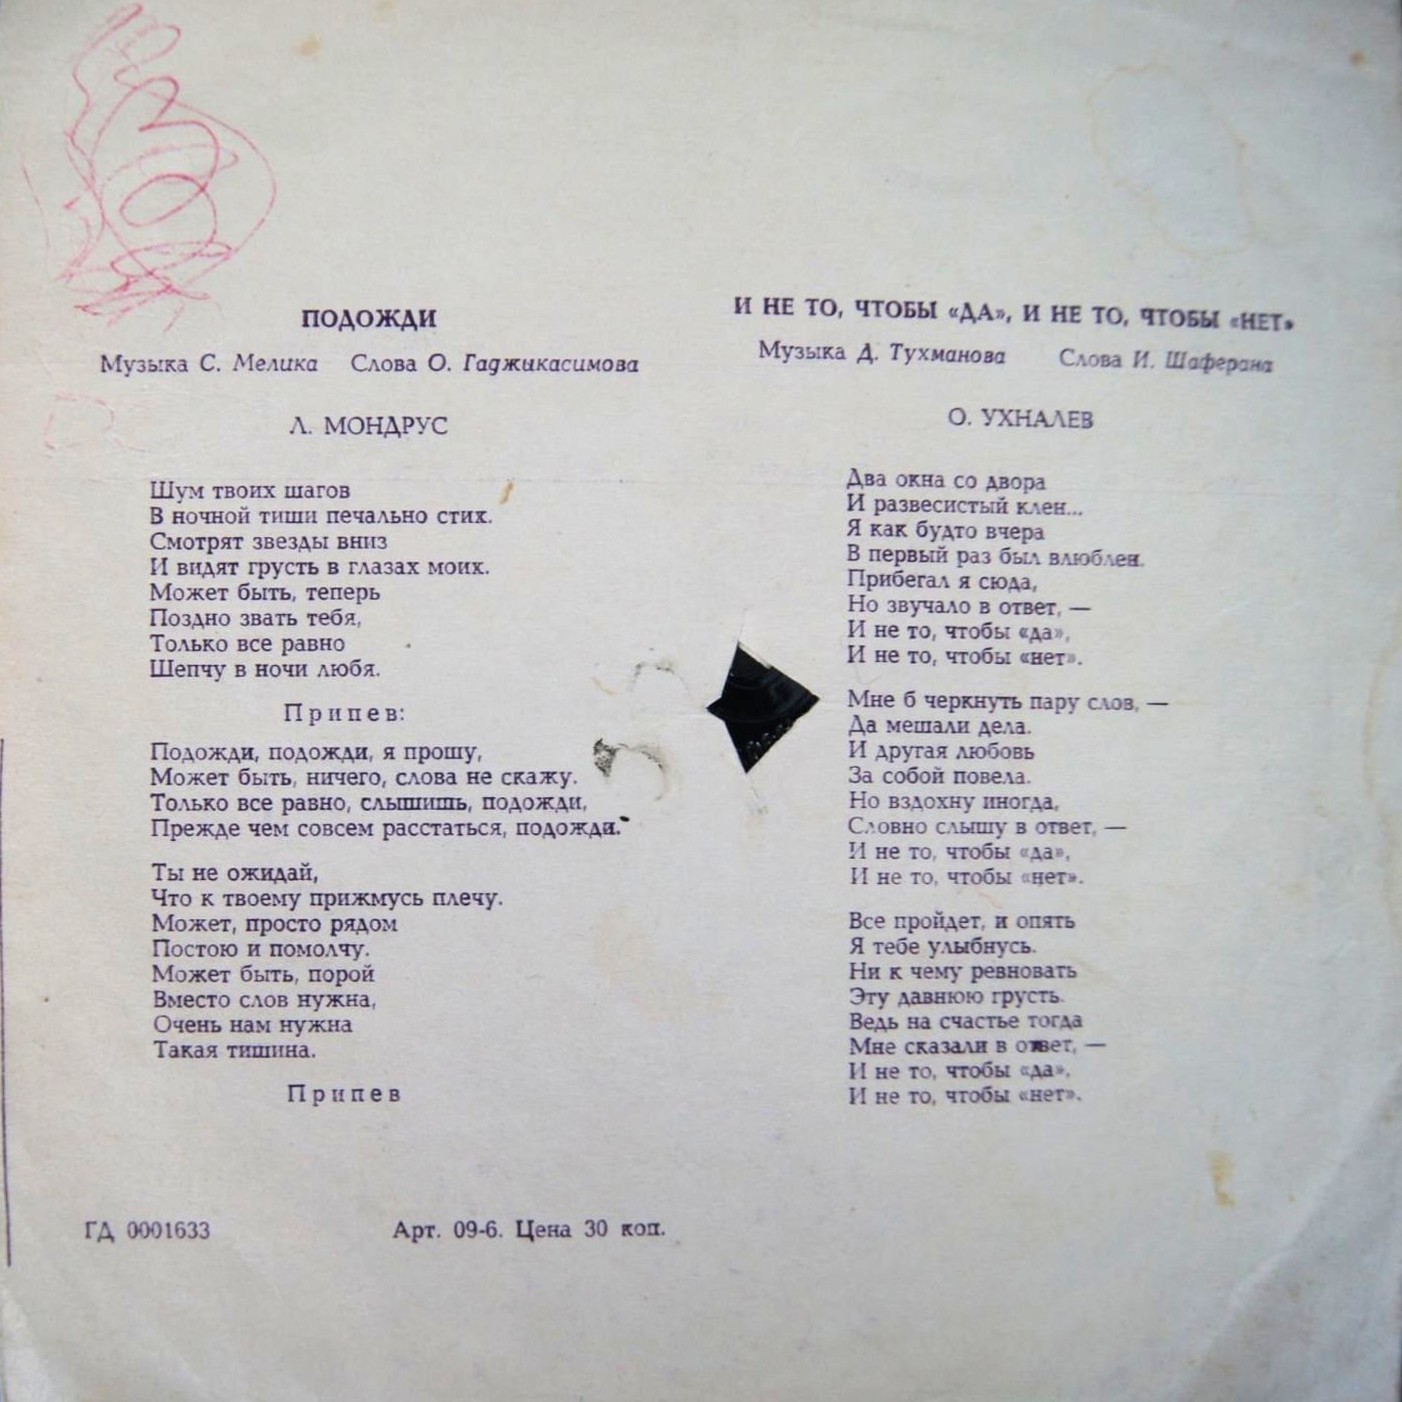 ПОДОЖДИ
Музыка С. Мелика Слова О. Гаджикасимова
Л. МОНДРУС
Шум твоих шагов
В ночной тиши печально стих.
Смотрят звезды вниз
И видят грусть в глазах моих.
Может быть, теперь
Поздно звать тебя,
Только все равно
Шепчу в ночи любя.
Припев:
Подожди, подожди, я прошу,
Может быть, ничего, слова не скажу.
Только все равно, слышишь, подожди,
Прежде чем совсем расстаться, подожди.
Ты не ожидай,
Что к твоему прижмусь плечу.
Может, просто рядом
Постою и помолчу.
Может быть, порой
Вместо слов нужна,
Очень нам нужна
Такая тишина.
Припев
И НЕ ТО, ЧТОБЫ «ДА», И НЕ ТО, ЧТОБЫ «НЕТ»
Музыка Д. Тухманова Слова И. Шаферана
О. УХНАЛЕВ
Два окна со двора
И развесистый клен...
Я как будто вчера
В первый раз был влюблен.
Прибегал я сюда,
Но звучало в ответ, —
И не то, чтобы «да»,
И не то, чтобы «нет».
Мне б черкнуть пару слов, —
Да мешали дела.
И другая любовь
За собой повела.
Но вздохну иногда,
Словно слышу в ответ, —
И не то, чтобы «да»,
И не то, чтобы «нет».
Все пройдет, и опять
Я тебе улыбнусь.
Ни к чему ревновать
Эту давнюю грусть.
Ведь на счастье тогда
Мне сказали в ответ, —
И не то, чтобы «да»,
И не то, чтобы «нет».
ГД 0001633 Арт. 09-6. Цена 30 коп.